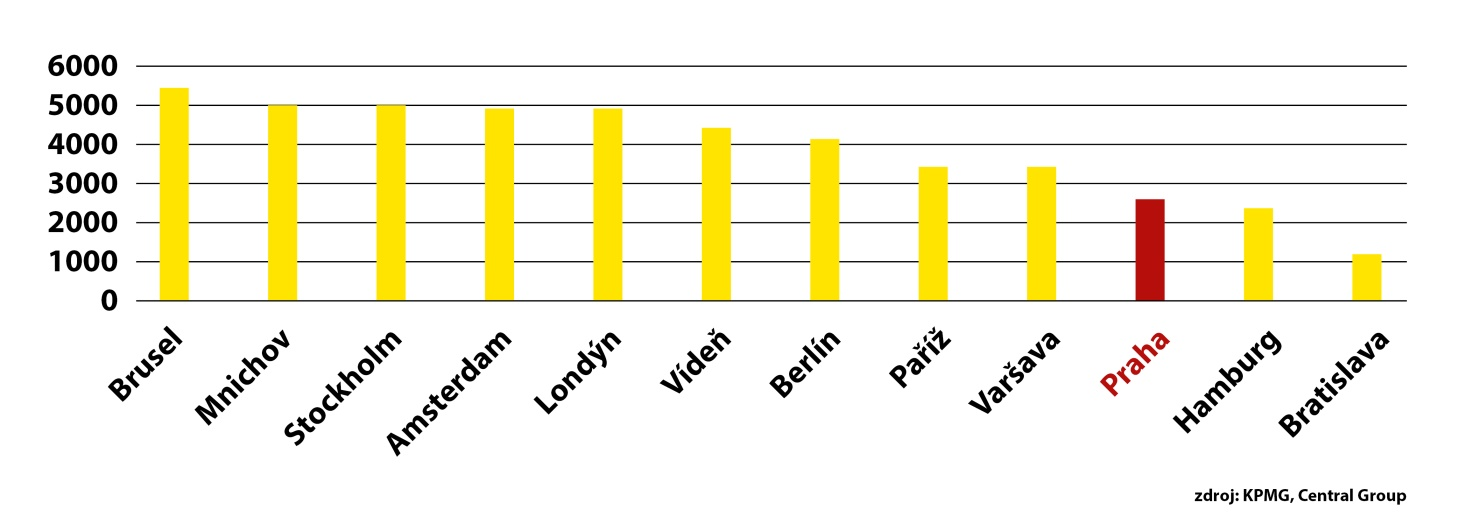 6000
5000
4000
3000
2000
1000
0
Brusel
Mnichov
Stockholm
Amsterdam
Londýn
Vídeň
Berlín
Paříž
Varšava
Praha
Hamburg
Bratislava
zdroj: KPMG, Central Group